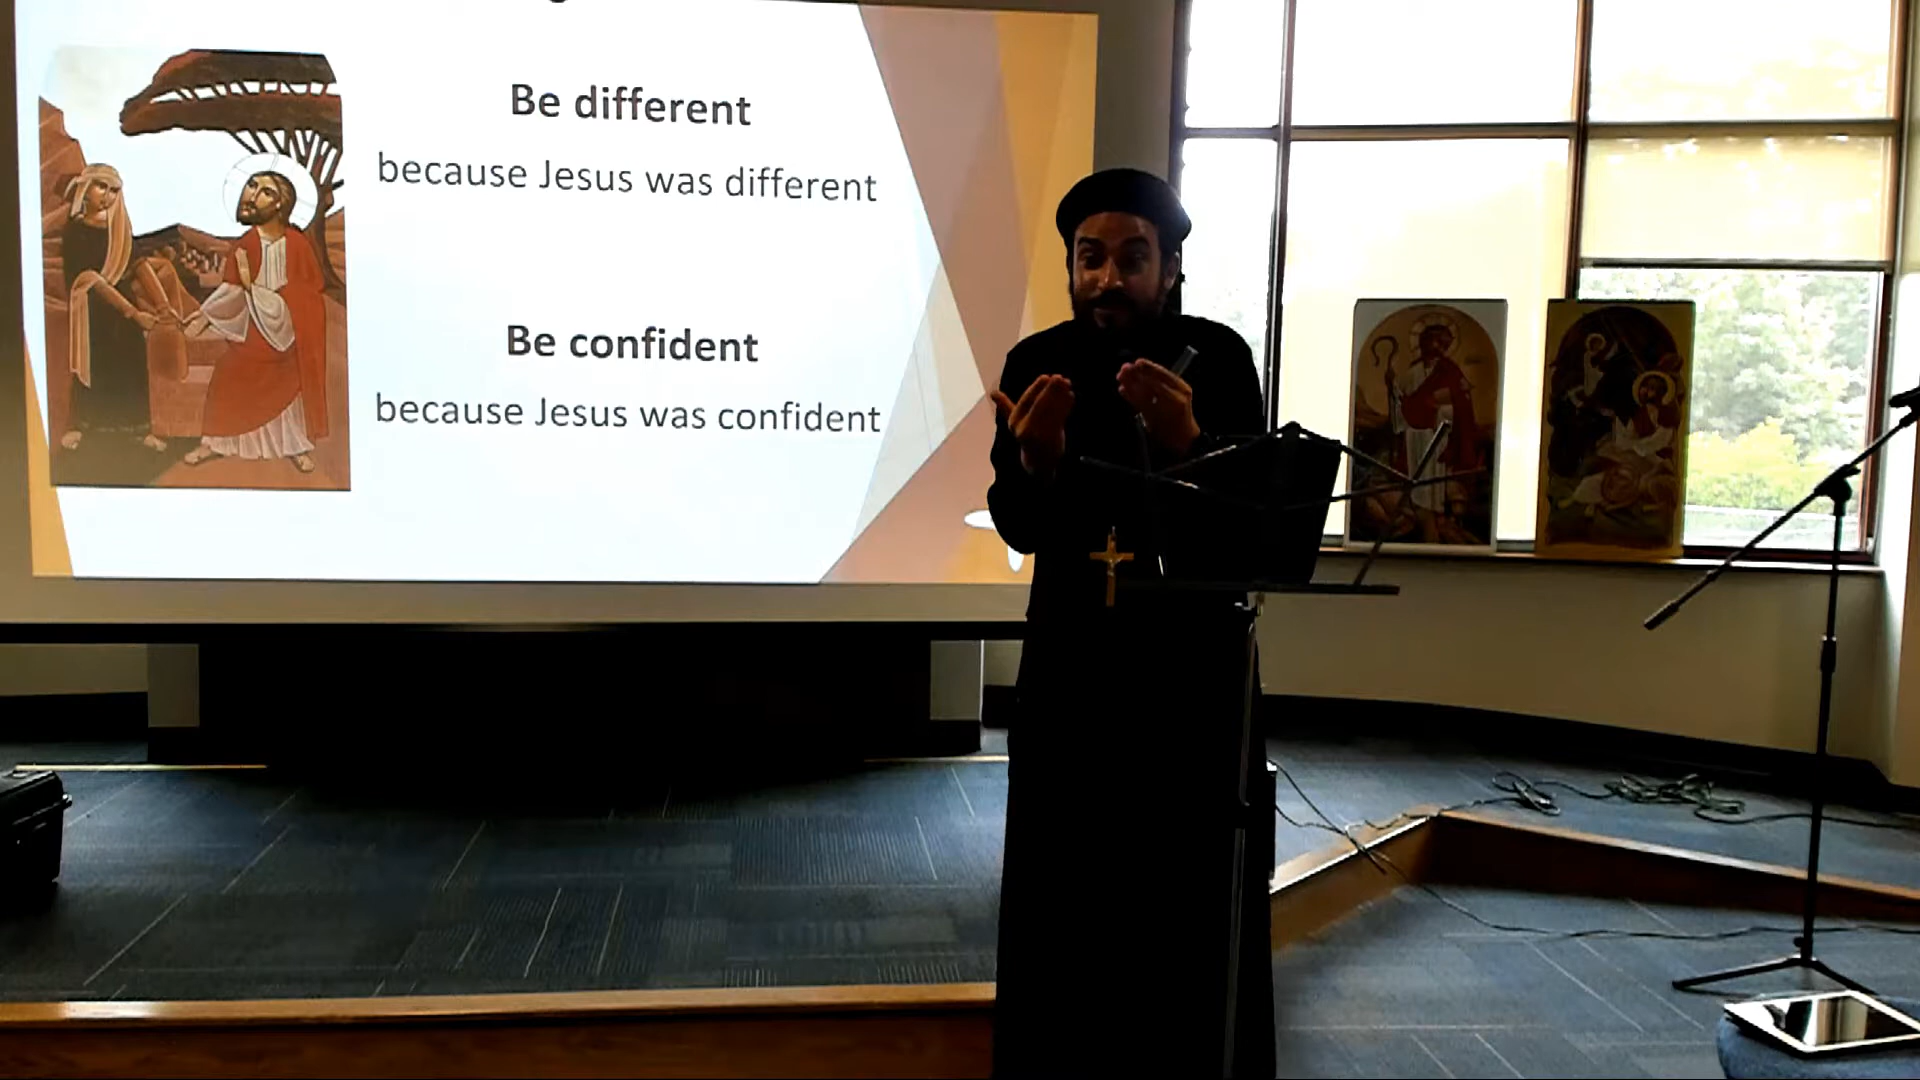 Be different
because Jesus was different
Be confident
because Jesus was confident